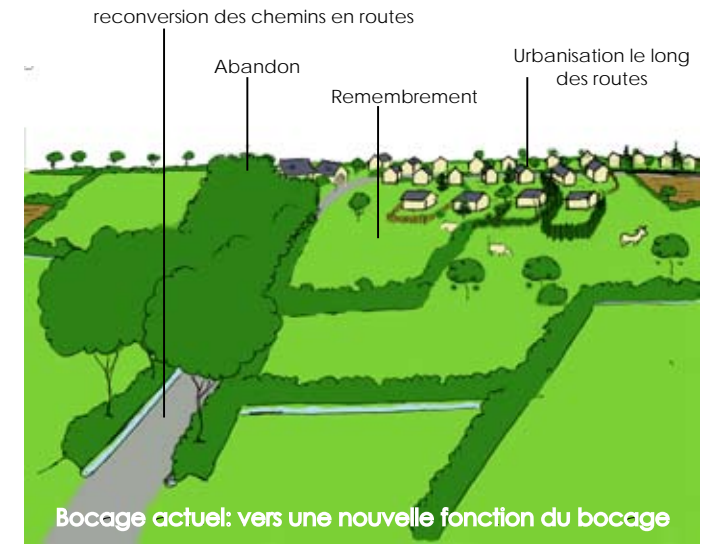 reconversion des chemins en routes
Abandon
Urbanisation le long
des routes
Remembrement
Bocage actuel: vers une nouvelle fonction du bocage